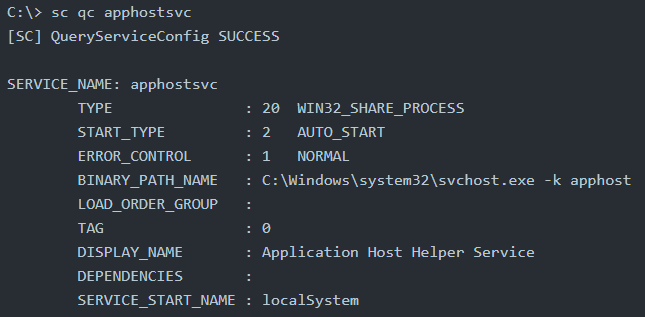 C:\> sc qc apphostsvc
[SC] QueryServiceConfig SUCCESS

SERVICE_NAME: apphostsvc
        TYPE               : 20  WIN32_SHARE_PROCESS
        START_TYPE         : 2   AUTO_START
        ERROR_CONTROL      : 1   NORMAL
        BINARY_PATH_NAME   : C:\Windows\system32\svchost.exe -k apphost
        LOAD_ORDER_GROUP   :
        TAG                : 0
        DISPLAY_NAME       : Application Host Helper Service
        DEPENDENCIES       :
        SERVICE_START_NAME : localSystem